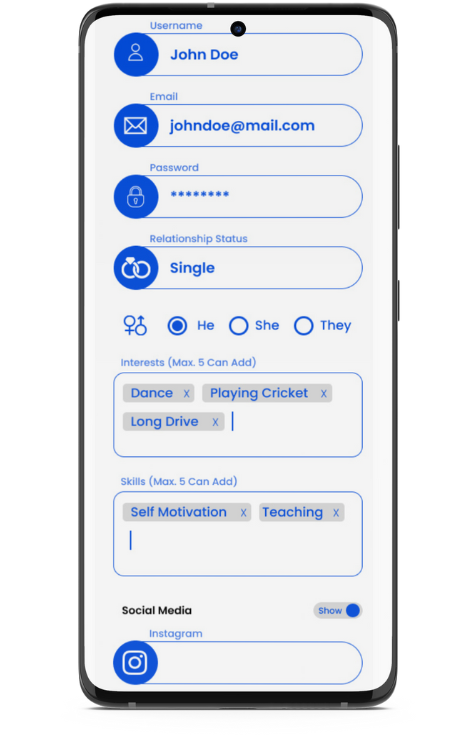 Username
John Doe
Email
johndoe@mail.com
Password
********
Relationship Status
Single
He She They
Interests (Max. 5 Can Add)
Dance x Playing Cricket x
Long Drive x
Skills (Max. 5 Can Add)
Self Motivation x Teaching x
Social Media Show
Instagram